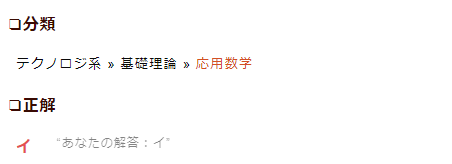 ❏分類
テクノロジ系 » 基礎理論 » 応用数学
❏正解
イ “あなたの解答：イ”